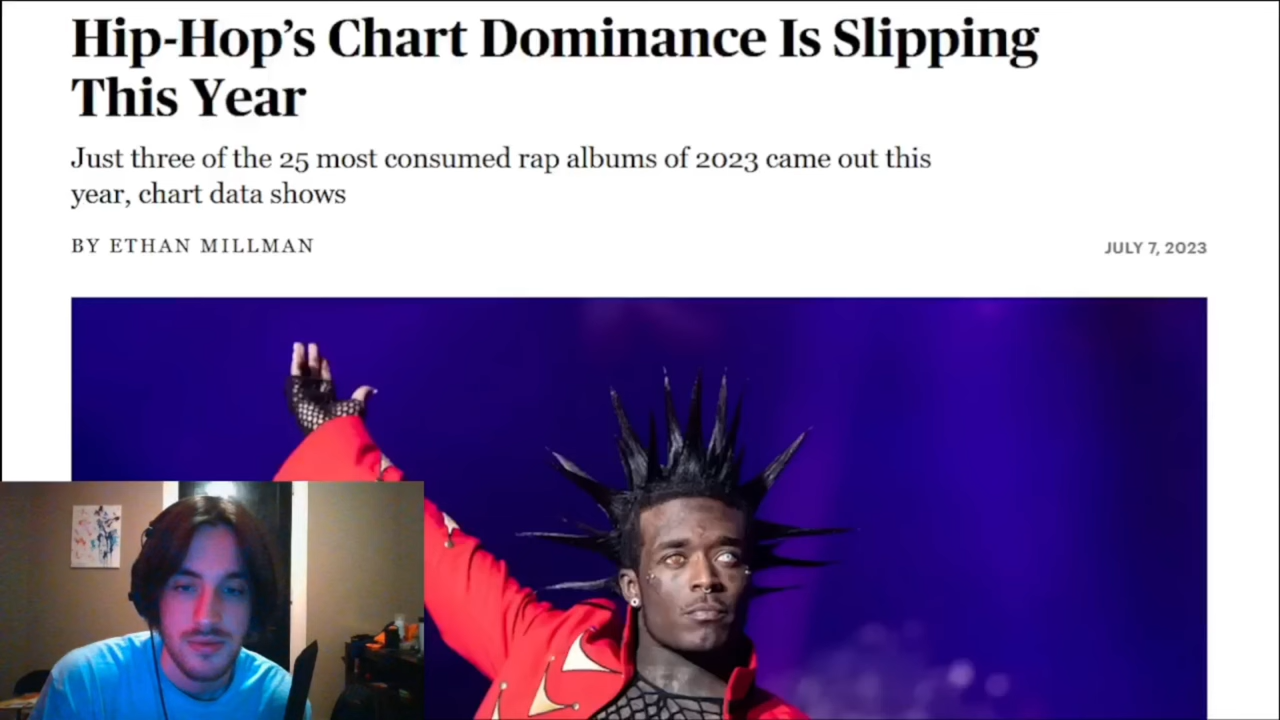 Hip-Hop’s Chart Dominance Is Slipping
This Year
Just three of the 25 most consumed rap albums of 2023 came out this
year, chart data shows
BY ETHAN MILLMAN
JULY 7, 2023